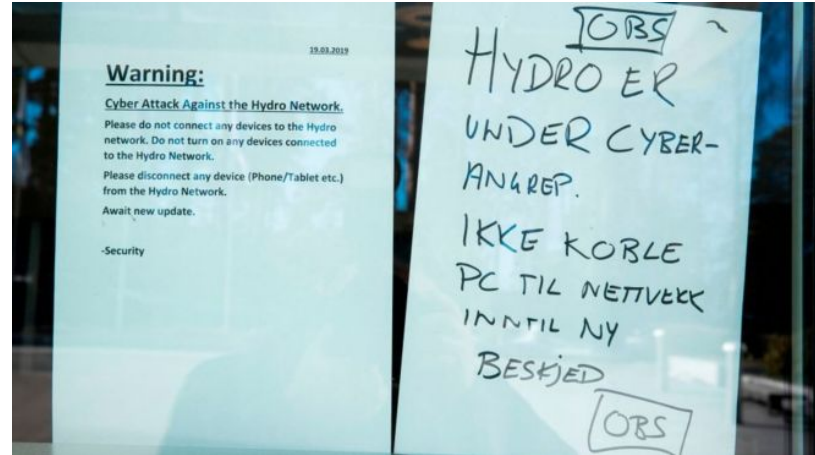 19.03.2019
Warning:
Cyber Attack Against the Hydro Network.
Please do not connect any devices to the Hydro
network. Do not turn on any devices connected
to the Hydro Network.
Please disconnect any device (Phone/Tablet etc.)
from the Hydro Network.
Await new update.
-Security
OBS
HYDRO ER
UNDER CYBER-
ANGREP.
IKKE KOBLE
PC TIL NETTVERK
INNTIL NY
BESKJED
OBS